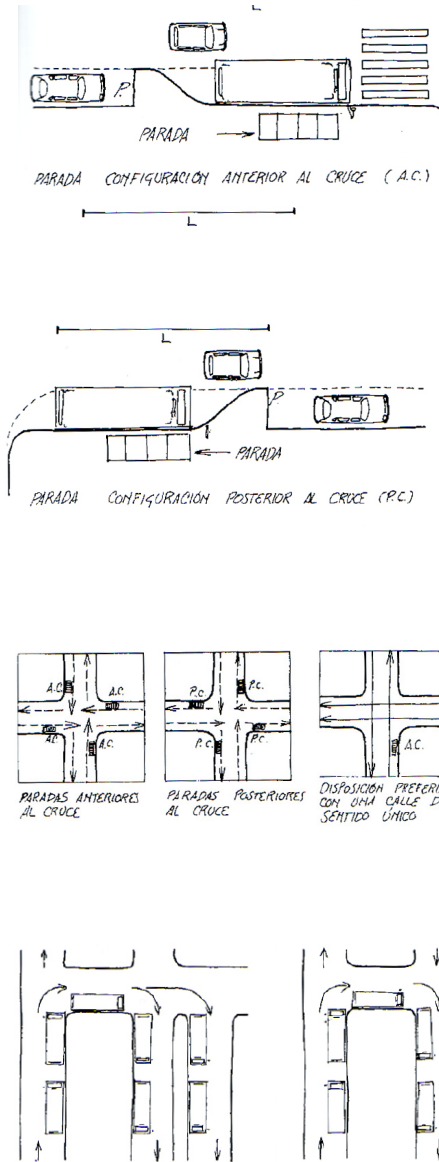 L
P.
PARADA
PARADA CONFIGURACIÓN ANTERIOR AL CRUCE (A.C.)
L
L
P
PARADA
PARADA CONFIGURACIÓN POSTERIOR AL CRUCE (P.C.)
A.C.
A.C.
A.C.
A.C.
P.C.
P.C.
P.C.
P.C.
A.C.
PARADAS ANTERIORES
AL CRUCE
PARADAS POSTERIORES
AL CRUCE
DISPOSICIÓN PREFERI
CON UNA CALLE D
SENTIDO ÚNICO